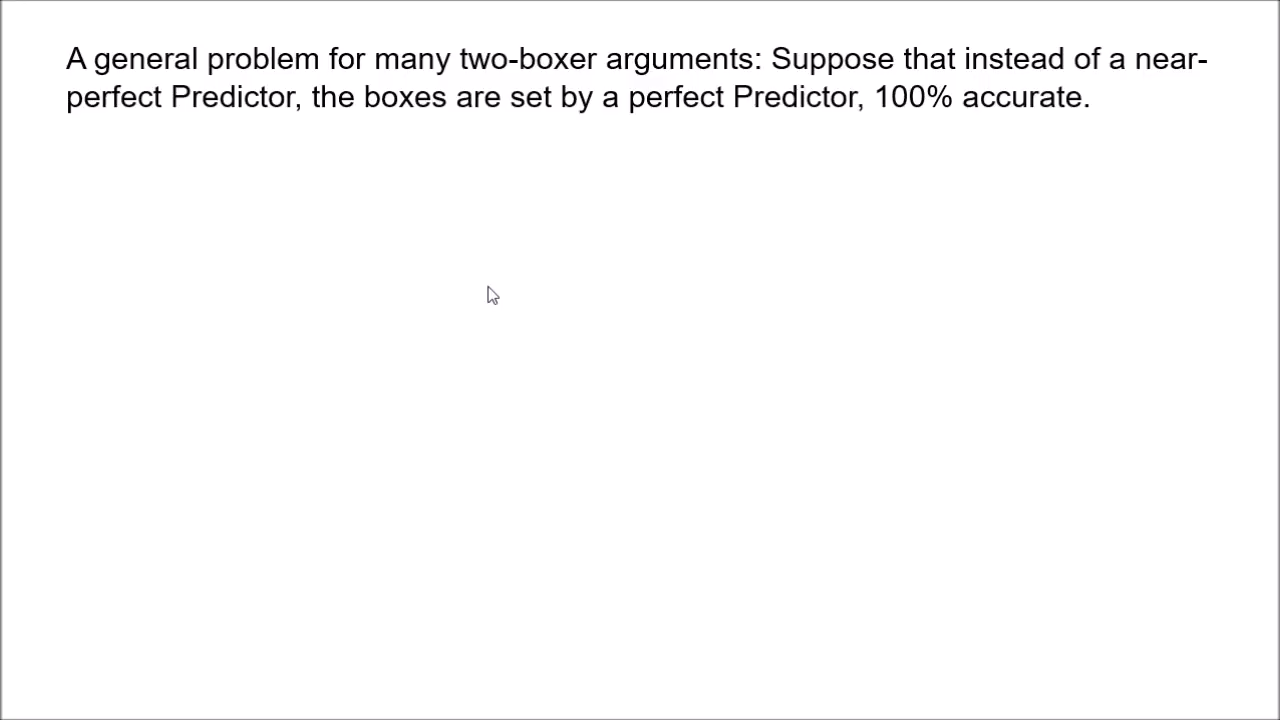 A general problem for many two-boxer arguments: Suppose that instead of a near-
perfect Predictor, the boxes are set by a perfect Predictor, 100% accurate.